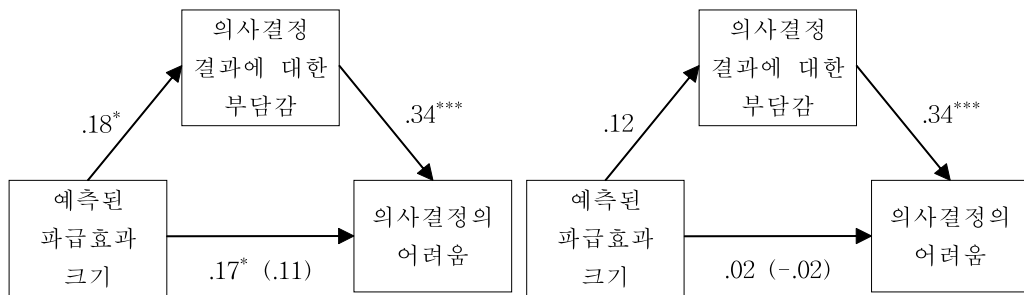 의사결정
결과에 대한
부담감
.18*
.34***
예측된
파급효과
크기
의사결정의
어려움
.17* (.11)
의사결정
결과에 대한
부담감
.12
.34***
예측된
파급효과
크기
의사결정의
어려움
.02 (-.02)